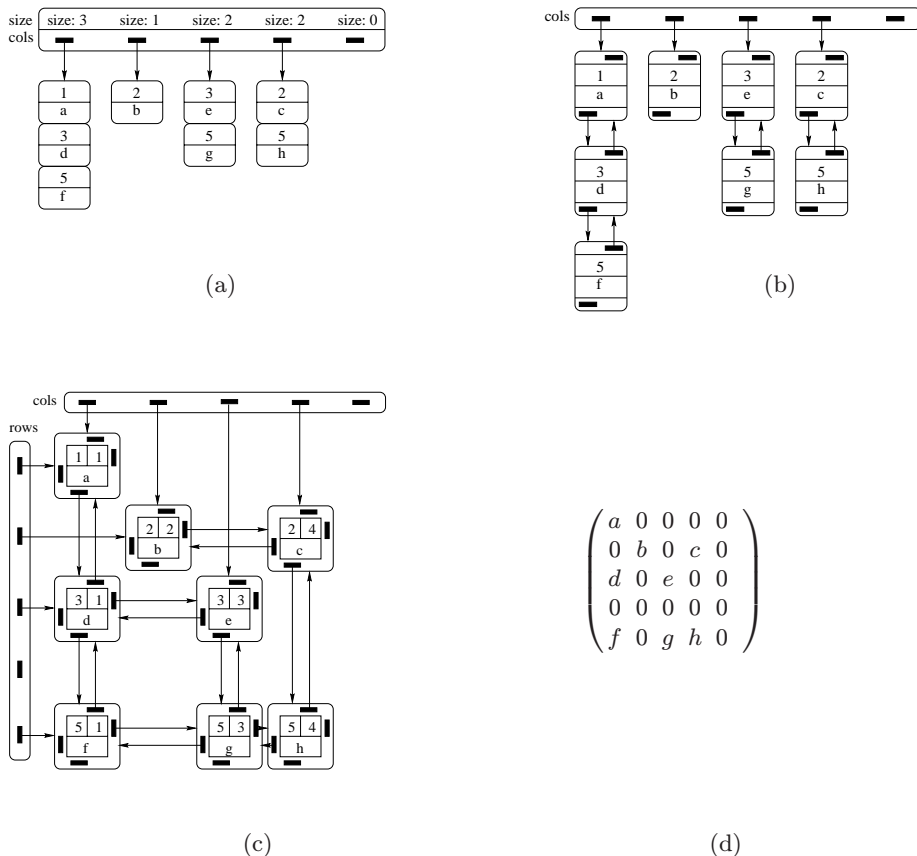 size size: 3 size: 1 size: 2 size: 2 size: 0
cols
1 2 3 2
a b e c
3 5 5
d g h
5
f
(a)
cols
1 2 3 2
a b e c
3 5 5
d g h
5
f
(b)
cols
rows
1 1
a
2 2 2 4
b c
3 1 3 3
d e
5 1 5 3 5 4
f g h
(c)
a 0 0 0 0
0 b 0 c 0
d 0 e 0 0
0 0 0 0 0
f 0 g h 0
(d)